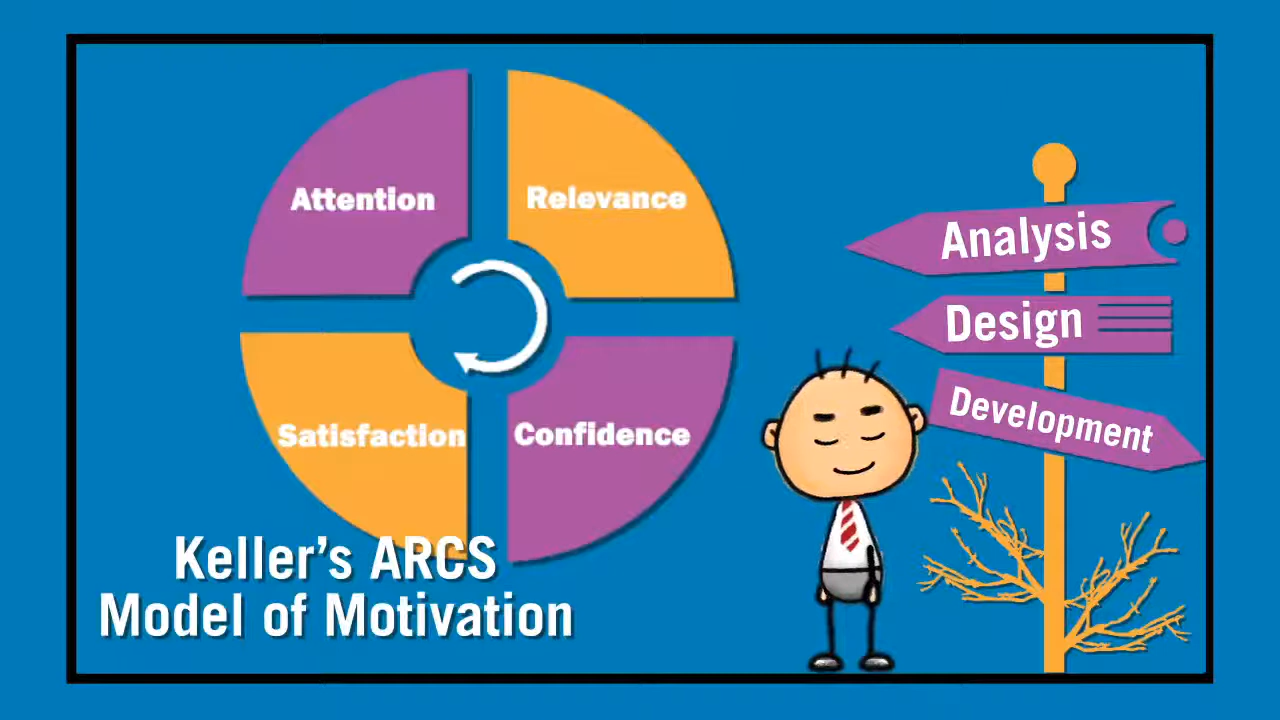 Attention
Relevance
Satisfaction
Confidence
Keller's ARCS
Model of Motivation
Analysis
Design
Development